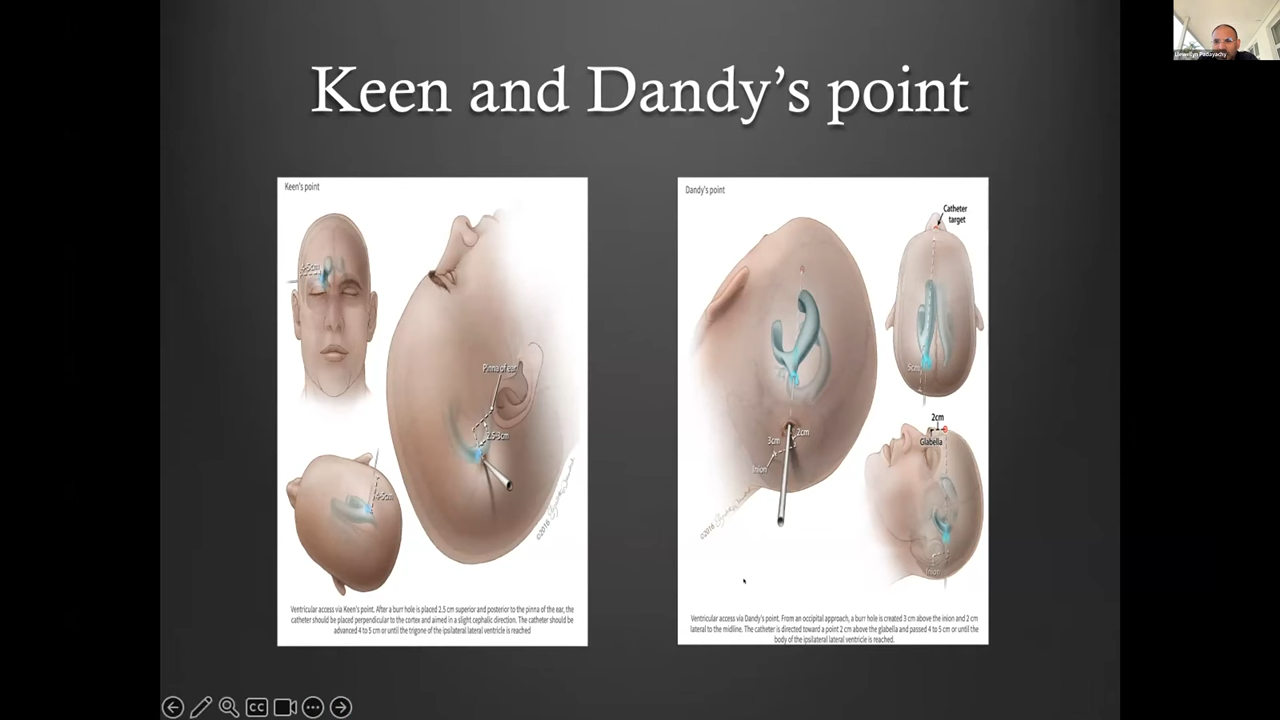 Keen and Dandy's point
Keen's point
4-5cm
Pinna of ear
2.5-3cm
4-5cm
©2016
Ventricular access via Keen's point. After a burr hole is placed 2.5 cm superior and posterior to the pinna of the ear, the
catheter should be placed perpendicular to the cortex and aimed in a slight cephalic direction. The catheter should be
advanced 4 to 5 cm or until the trigone of the ipsilateral lateral ventricle is reached
Dandy's point
Catheter
target
5cm
2cm
Glabella
Inion
3cm
2cm
Inion
©2016
Ventricular access via Dandy's point. From an occipital approach, a burr hole is created 3 cm above the inion and 2 cm
lateral to the midline. The catheter is directed toward a point 2 cm above the glabella and passed 4 to 5 cm or until the
body of the ipsilateral lateral ventricle is reached.
CC
Padayachy